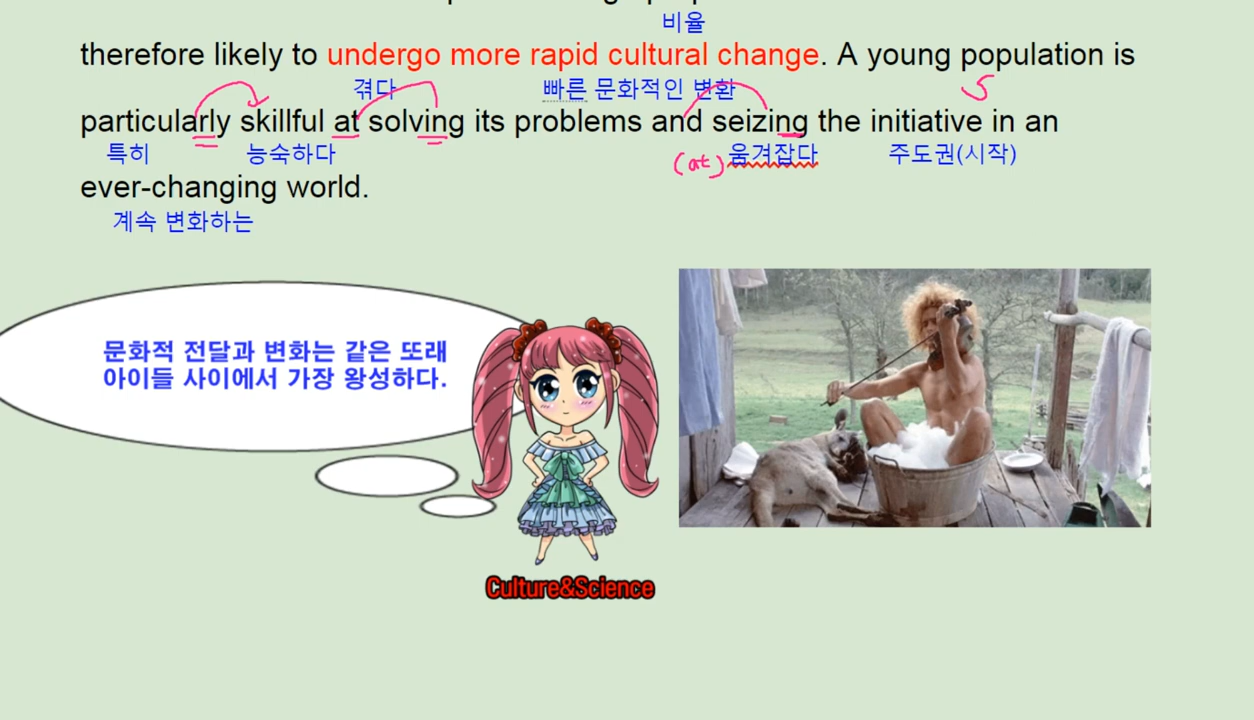 비율
therefore likely to undergo more rapid cultural change. A young population is
겪다 빠른 문화적인 변환
S
particularly skillful at solving its problems and seizing the initiative in an
특히 능숙하다 (at) 움겨잡다 주도권(시작)
ever-changing world.
계속 변화하는
문화적 전달과 변화는 같은 또래
아이들 사이에서 가장 왕성하다.
Culture&Science